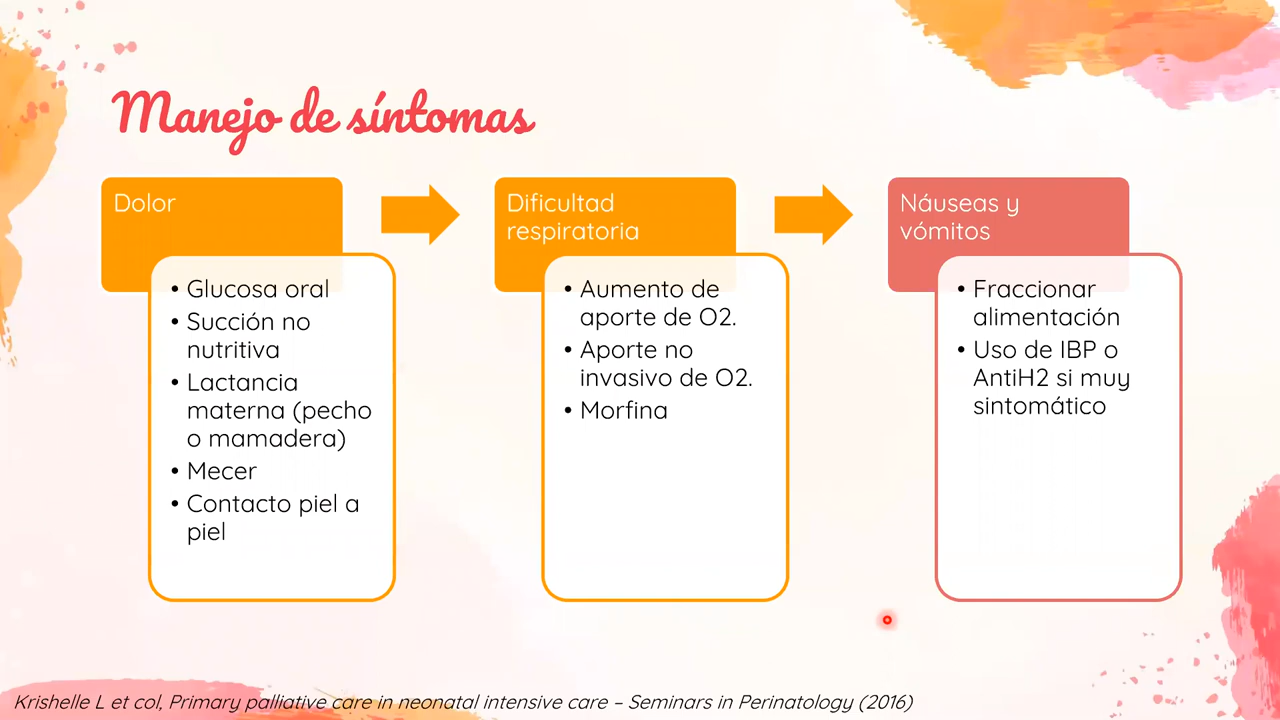 Manejo de síntomas
Dolor
• Glucosa oral
• Succión no
nutritiva
• Lactancia
materna (pecho
o mamadera)
• Mecer
• Contacto piel a
piel
Dificultad
respiratoria
• Aumento de
aporte de O2.
• Aporte no
invasivo de O2.
• Morfina
Náuseas y
vómitos
• Fraccionar
alimentación
• Uso de IBP o
AntiH2 si muy
sintomático
Krishelle L et col, Primary palliative care in neonatal intensive care – Seminars in Perinatology (2016)